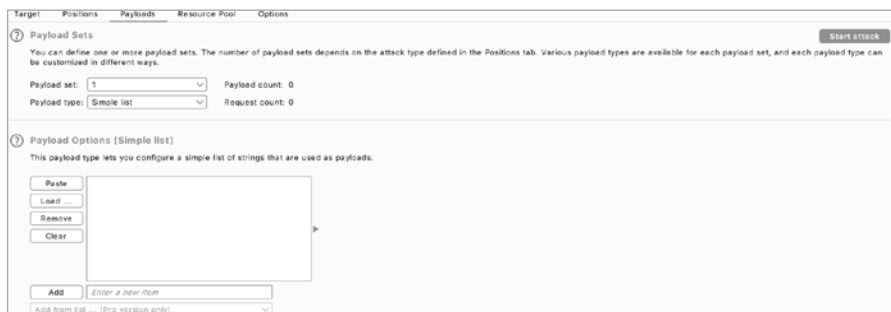 Target Positions Payloads Resource Pool Options
? Payload Sets Start attack
You can define one or more payload sets. The number of payload sets depends on the attack type defined in the Positions tab. Various payload types are available for each payload set, and each payload type can
be customized in different ways.
Payload set: 1 Payload count: 0
Payload type: Simple list Request count: 0
? Payload Options [Simple list]
This payload type lets you configure a simple list of strings that are used as payloads.
Paste
Load ...
Remove
Clear
Add Enter a new item
Add from list ... [Pro version only]